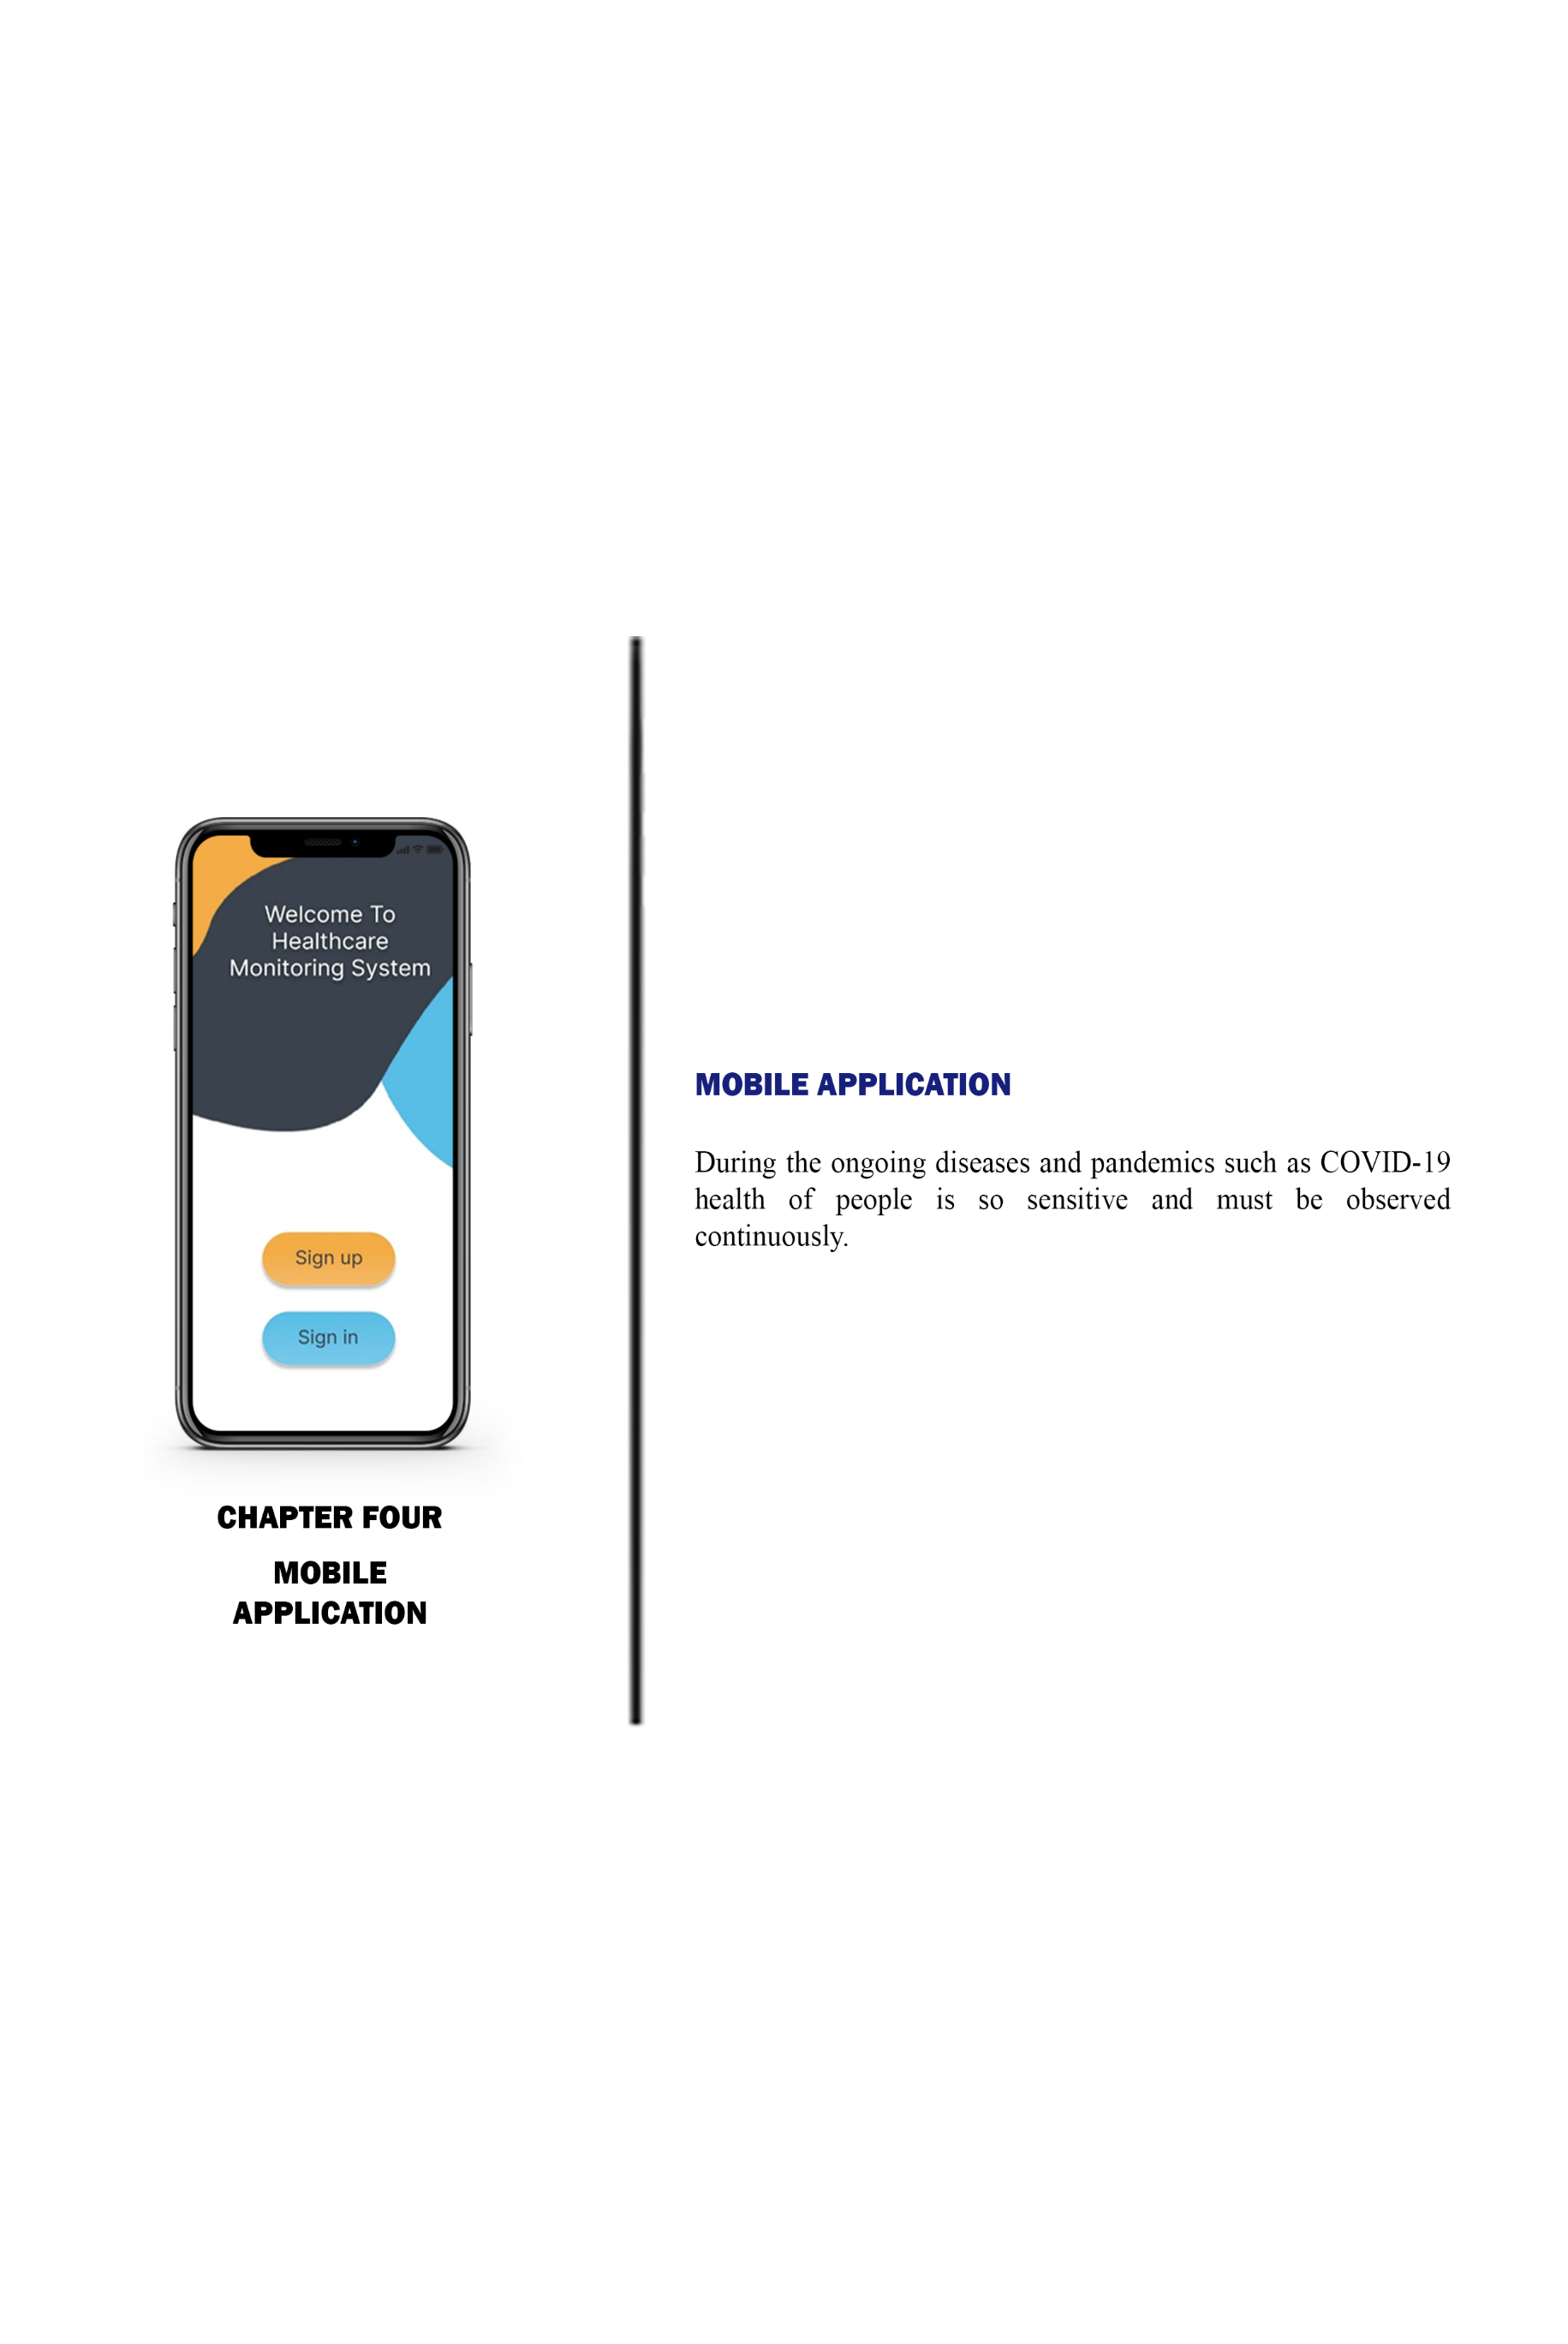 Welcome To
Healthcare
Monitoring System
Sign up
Sign in
CHAPTER FOUR
MOBILE
APPLICATION
MOBILE APPLICATION
During the ongoing diseases and pandemics such as COVID-19
health of people is so sensitive and must be observed
continuously.